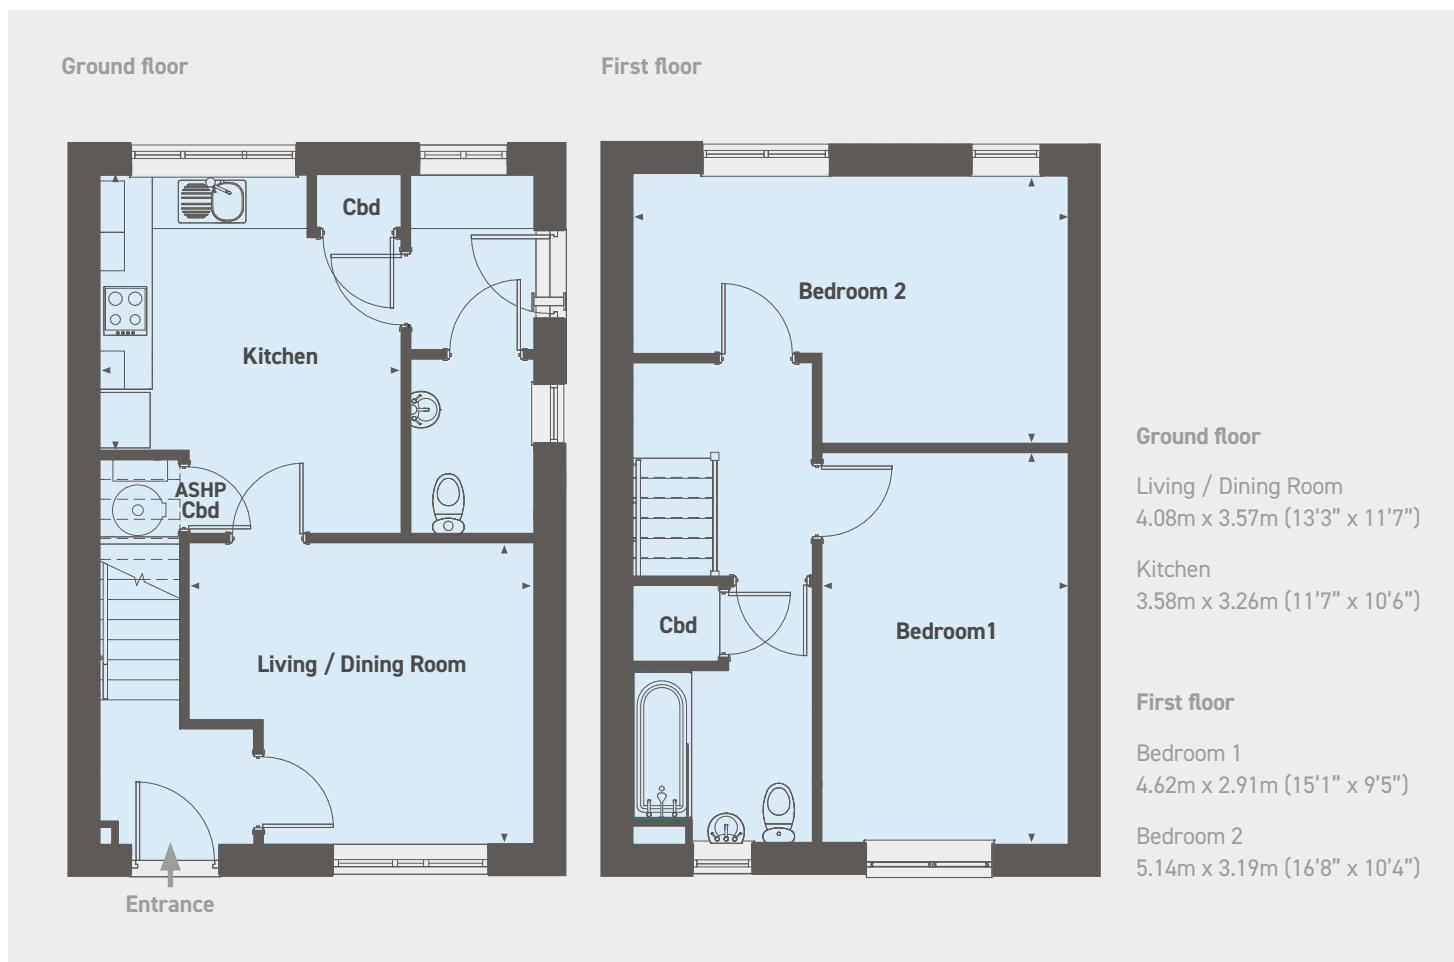 Ground floor
First floor
Cbd
Kitchen
ASHP
Cbd
Living / Dining Room
Entrance
Bedroom 2
Cbd
Bedroom1
Ground floor
Living / Dining Room
4.08m x 3.57m (13’3” x 11’7”)
Kitchen
3.58m x 3.26m (11’7” x 10’6”)
First floor
Bedroom 1
4.62m x 2.91m (15’1” x 9’5”)
Bedroom 2
5.14m x 3.19m (16’8” x 10’4”)